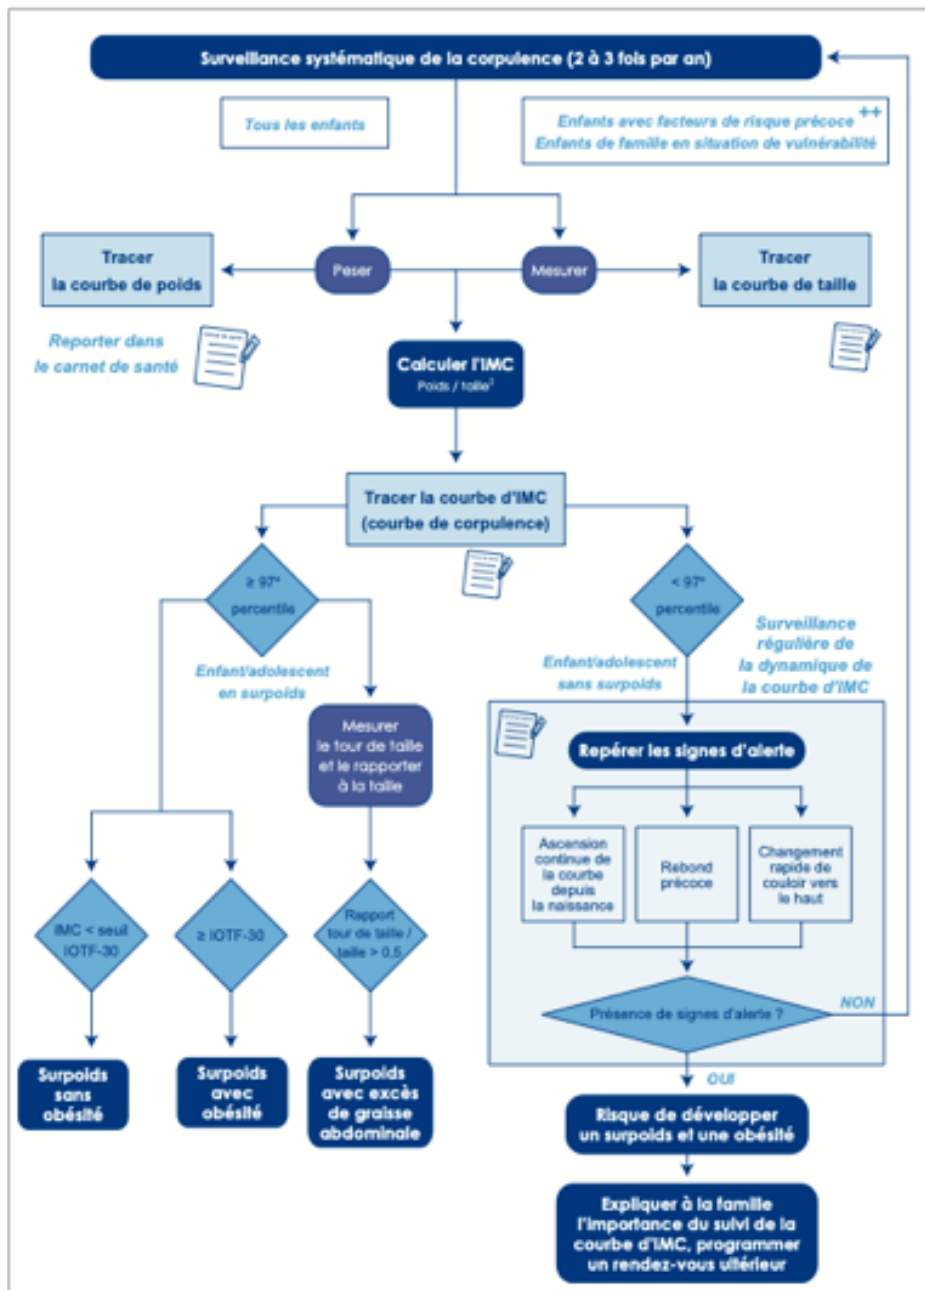 Surveillance systématique de la corpulence (2 à 3 fois par an)
Tous les enfants
Enfants avec facteurs de risque précoce ++
Enfants de famille en situation de vulnérabilité
Tracer
la courbe de poids
Peser
Mesurer
Tracer
la courbe de taille
Reporter dans
le carnet de santé
Calculer l'IMC
Poids / taille²
Tracer la courbe d'IMC
(courbe de corpulence)
≥ 97ᵉ
percentile
< 97ᵉ
percentile
Enfant/adolescent
en surpoids
Enfant/adolescent
sans surpoids
Surveillance
régulière de
la dynamique de
la courbe d'IMC
Mesurer
le tour de taille
et le rapporter
à la taille
Repérer les signes d'alerte
Ascension
continue de
la courbe
depuis
la naissance
Rebond
précoce
Changement
rapide de
couloir vers
le haut
IMC < seuil
IOTF-30
≥ IOTF-30
Rapport
tour de taille /
taille > 0,5
Présence de signes d'alerte ?
NON
OUI
Surpoids
sans
obésité
Surpoids
avec
obésité
Surpoids
avec excès
de graisse
abdominale
Risque de développer
un surpoids et une obésité
Expliquer à la famille
l'importance du suivi de la
courbe d'IMC, programmer
un rendez-vous ultérieur